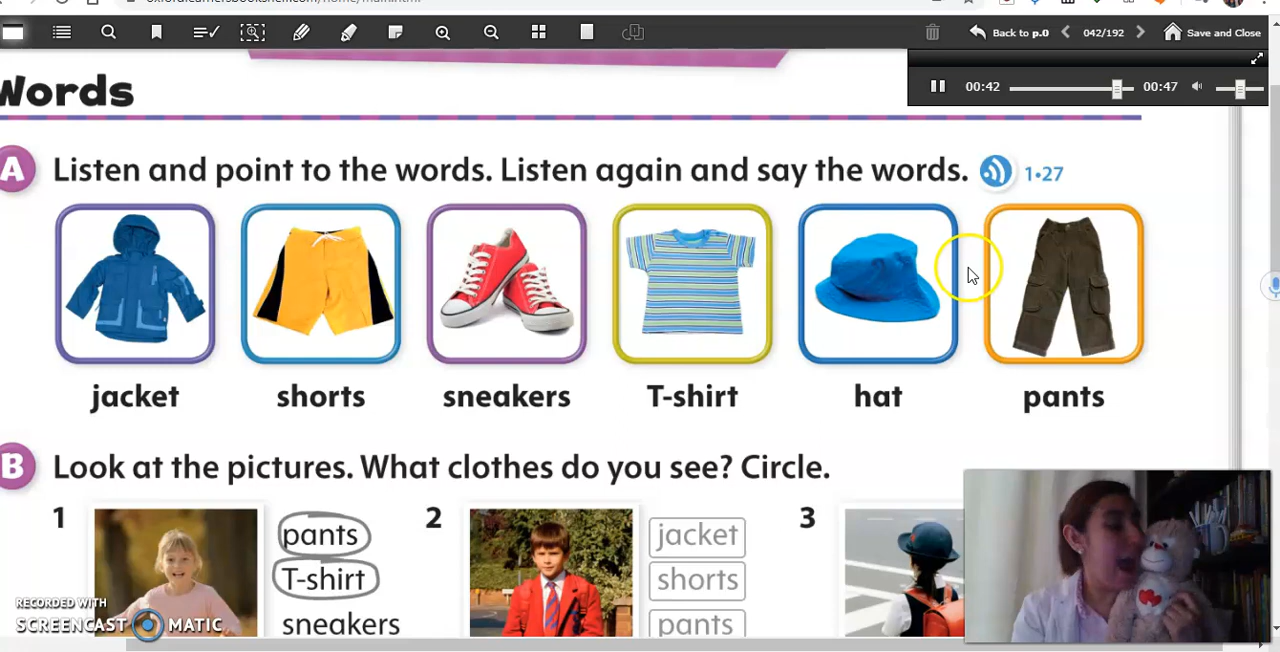 Back to p.0
042/192
Save and Close
00:42
00:47
Words
A Listen and point to the words. Listen again and say the words. 1•27
jacket shorts sneakers T-shirt hat pants
B Look at the pictures. What clothes do you see? Circle.
1
pants
T-shirt
sneakers
2
jacket
shorts
pants
3
RECORDED WITH
SCREENCAST MATIC